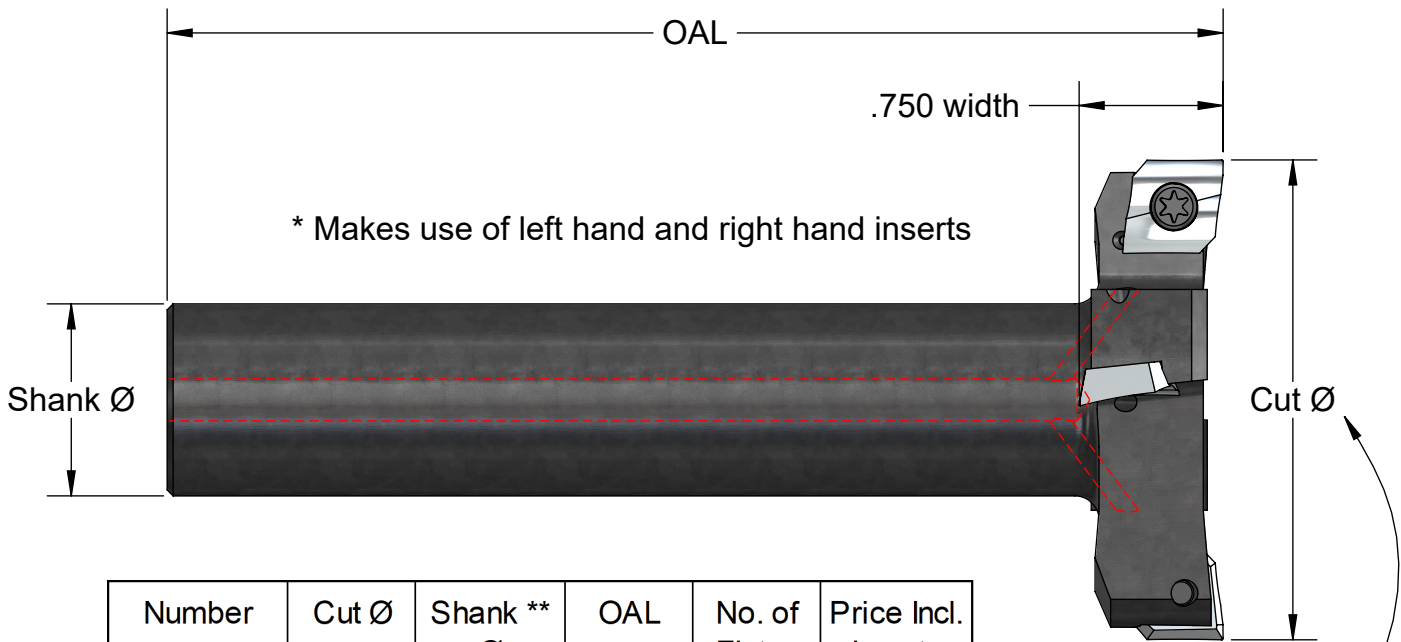 OAL
.750 width
* Makes use of left hand and right hand inserts
Shank Ø
Cut Ø
Number Cut Ø Shank ** OAL No. of Price Incl.